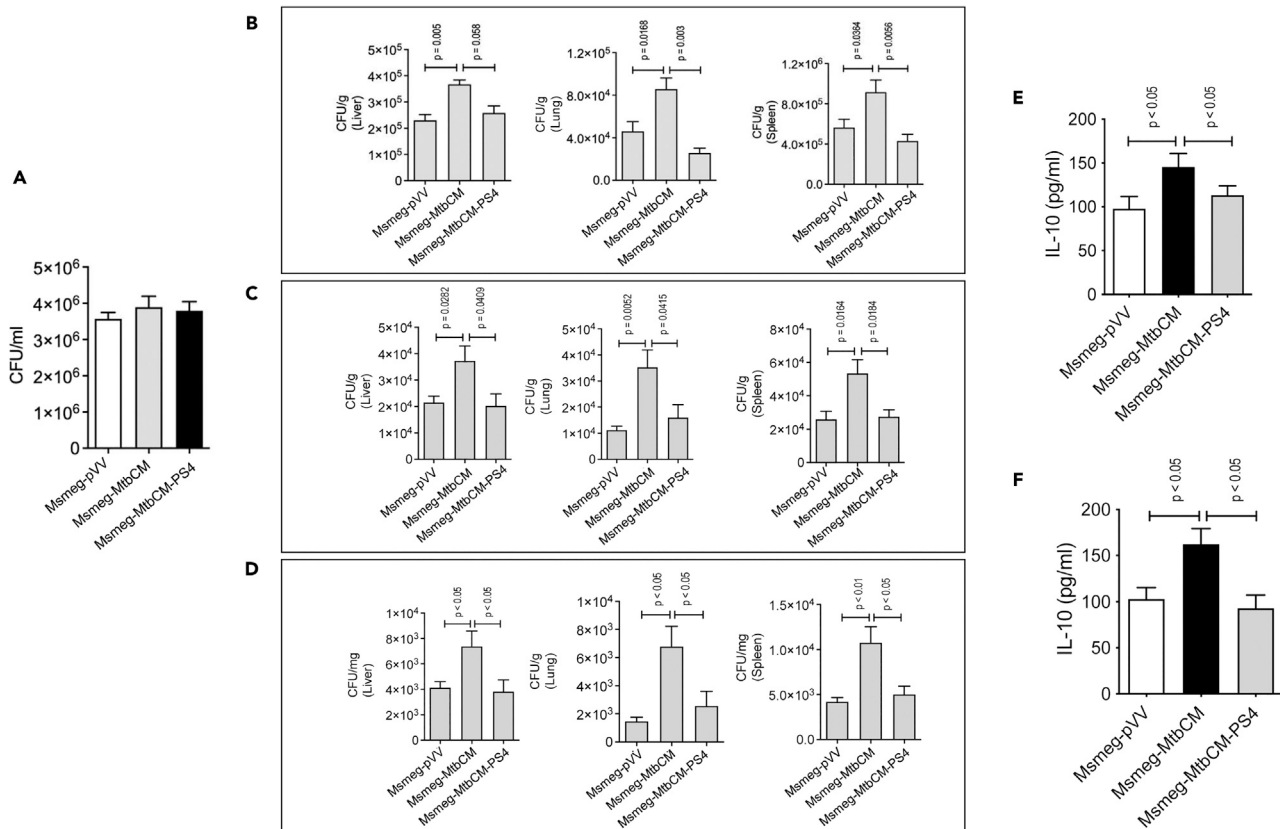 A
CFU/ml
5×10⁶
4×10⁶
3×10⁶
2×10⁶
1×10⁶
0
Msmeg-pVV
Msmeg-MtbCM
Msmeg-MtbCM-PS4
B
CFU/g
(Liver)
5×10⁵
4×10⁵
3×10⁵
2×10⁵
1×10⁵
0
p = 0.005
p = 0.058
Msmeg-pVV
Msmeg-MtbCM
Msmeg-MtbCM-PS4
CFU/g
(Lung)
1.2×10⁵
8.0×10⁴
4.0×10⁴
0.0
p = 0.0168
p = 0.003
Msmeg-pVV
Msmeg-MtbCM
Msmeg-MtbCM-PS4
CFU/g
(Spleen)
1.2×10⁶
8.0×10⁵
4.0×10⁵
0.0
p = 0.0364
p = 0.0056
Msmeg-pVV
Msmeg-MtbCM
Msmeg-MtbCM-PS4
C
CFU/g
(Liver)
5×10⁴
4×10⁴
3×10⁴
2×10⁴
1×10⁴
0
p = 0.0282
p = 0.0409
Msmeg-pVV
Msmeg-MtbCM
Msmeg-MtbCM-PS4
CFU/g
(Lung)
5×10⁴
4×10⁴
3×10⁴
2×10⁴
1×10⁴
0
p = 0.0052
p = 0.0415
Msmeg-pVV
Msmeg-MtbCM
Msmeg-MtbCM-PS4
CFU/g
(Spleen)
8×10⁴
6×10⁴
4×10⁴
2×10⁴
0
p = 0.0164
p = 0.0184
Msmeg-pVV
Msmeg-MtbCM
Msmeg-MtbCM-PS4
D
CFU/mg
(Liver)
1×10⁴
8×10³
6×10³
4×10³
2×10³
0
p < 0.05
p < 0.05
Msmeg-pVV
Msmeg-MtbCM
Msmeg-MtbCM-PS4
CFU/g
(Lung)
1×10⁴
8×10³
6×10³
4×10³
2×10³
0
p < 0.05
p < 0.05
Msmeg-pVV
Msmeg-MtbCM
Msmeg-MtbCM-PS4
CFU/mg
(Spleen)
1.5×10⁴
1.0×10⁴
5.0×10³
0.0
p < 0.01
p < 0.05
Msmeg-pVV
Msmeg-MtbCM
Msmeg-MtbCM-PS4
E
IL-10 (pg/ml)
200
150
100
50
0
p < 0.05
p < 0.05
Msmeg-pVV
Msmeg-MtbCM
Msmeg-MtbCM-PS4
F
IL-10 (pg/ml)
200
150
100
50
0
p < 0.05
p < 0.05
Msmeg-pVV
Msmeg-MtbCM
Msmeg-MtbCM-PS4